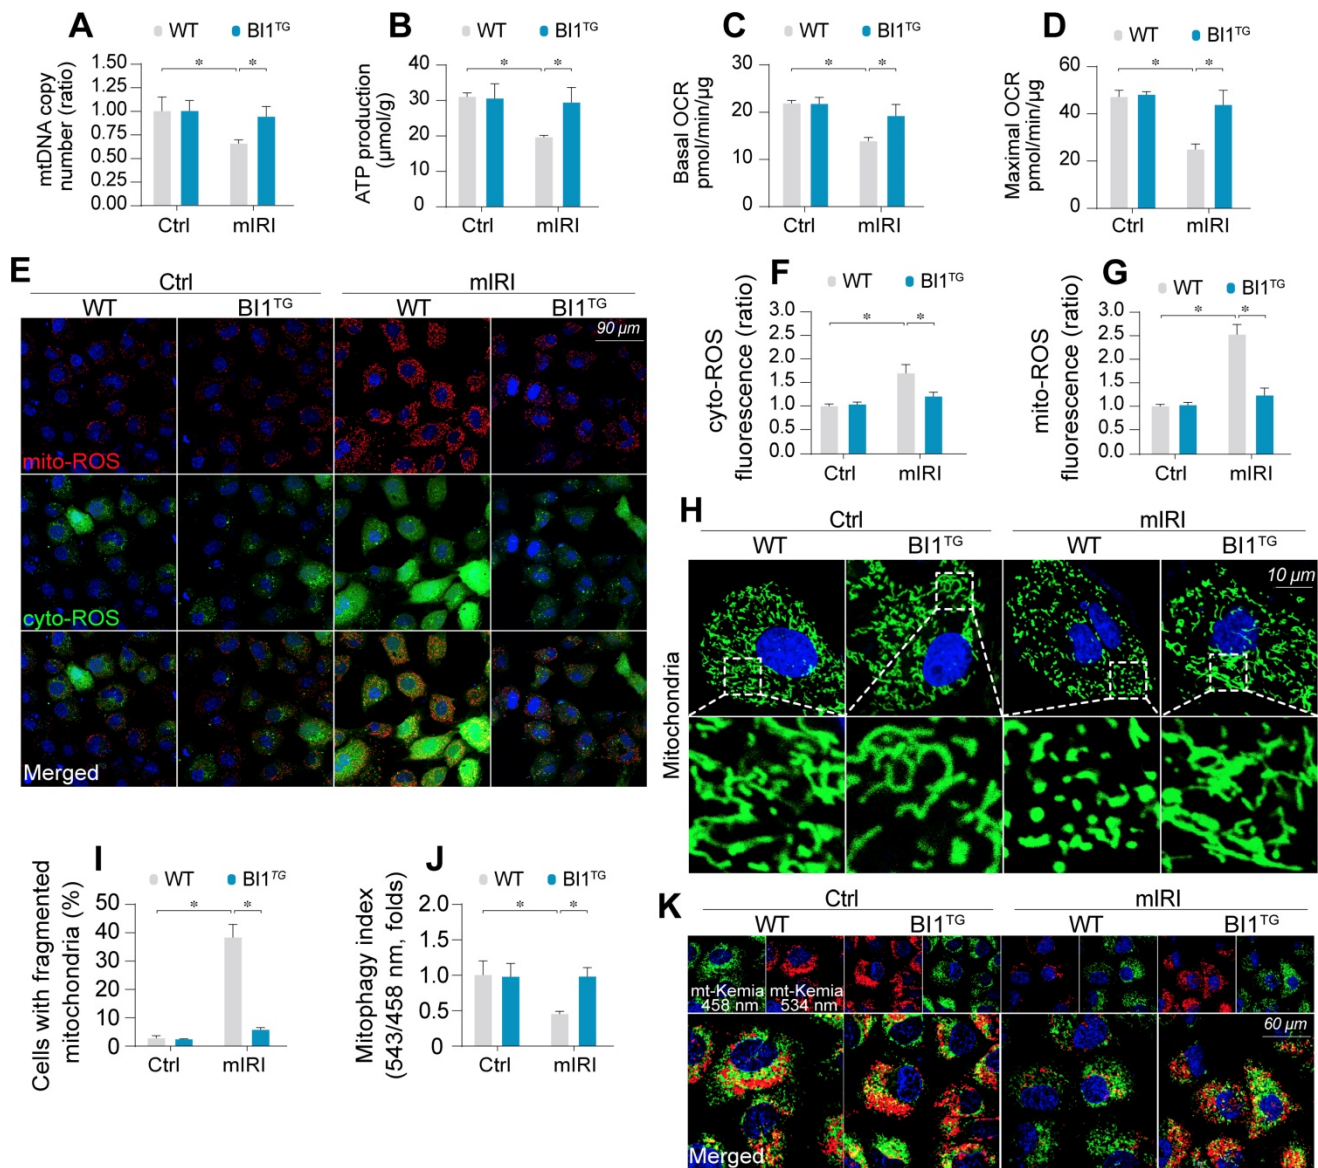 A
WT BI1TG
mtDNA copy
number (ratio)
1.50
1.25
1.00
0.75
0.50
0.25
0.00
* *
Ctrl mIRI
B
WT BI1TG
ATP production
(µmol/g)
40
30
20
10
0
* *
Ctrl mIRI
C
WT BI1TG
Basal OCR
pmol/min/µg
30
20
10
0
* *
Ctrl mIRI
D
WT BI1TG
Maximal OCR
pmol/min/µg
60
40
20
0
* *
Ctrl mIRI
E
Ctrl mIRI
WT BI1TG WT BI1TG
90 µm
mito-ROS
cyto-ROS
Merged
F
WT BI1TG
cyto-ROS
fluorescence (ratio)
3.0
2.5
2.0
1.5
1.0
0.5
0.0
* *
Ctrl mIRI
G
WT BI1TG
mito-ROS
fluorescence (ratio)
3.0
2.5
2.0
1.5
1.0
0.5
0.0
* *
Ctrl mIRI
H
Ctrl mIRI
WT BI1TG WT BI1TG
10 µm
Mitochondria
I
WT BI1TG
Cells with fragmented
mitochondria (%)
50
40
30
20
10
0
* *
Ctrl mIRI
J
WT BI1TG
Mitophagy index
(543/458 nm, folds)
2.0
1.5
1.0
0.5
0
* *
Ctrl mIRI
K
Ctrl mIRI
WT BI1TG WT BI1TG
mt-Kemia
458 nm
mt-Kemia
534 nm
60 µm
Merged